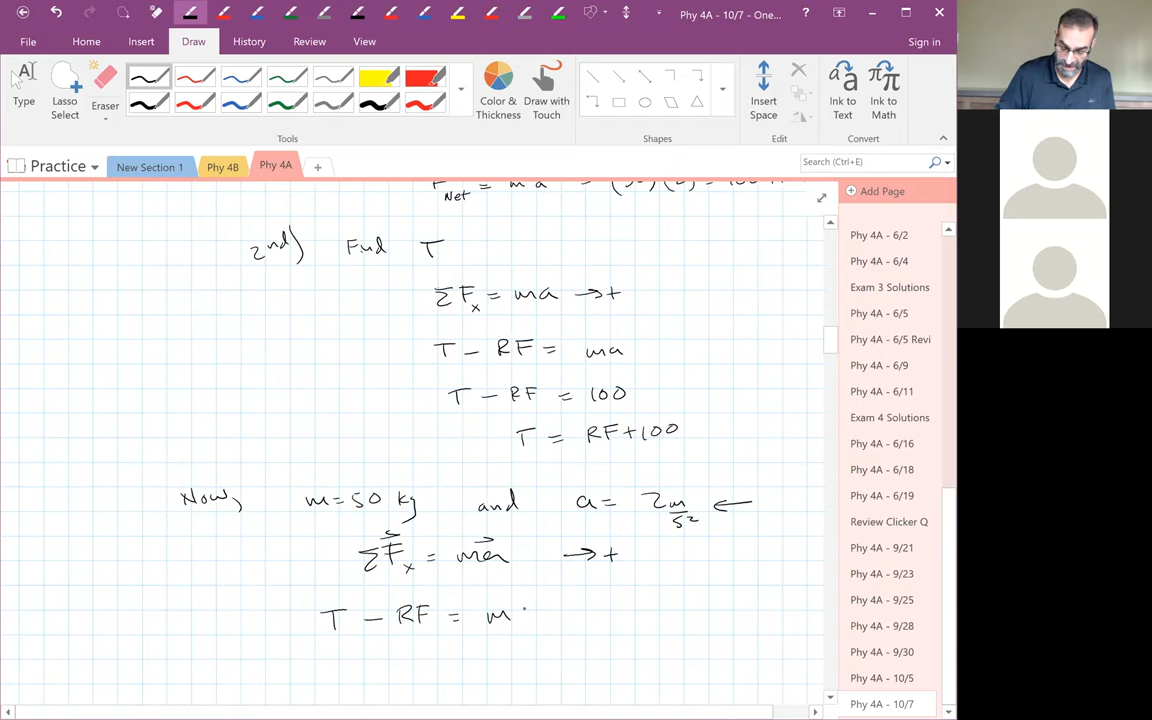 Phy 4A - 10/7 - One...
File Home Insert Draw History Review View
Sign in
Type
Lasso Select
Eraser
Color & Thickness
Draw with Touch
Insert Space
Ink to Text
Ink to Math
Tools
Shapes
Edit
Convert
Practice
New Section 1
Phy 4B
Phy 4A
Search (Ctrl+E)
Add Page
Phy 4A - 6/2
Phy 4A - 6/4
Exam 3 Solutions
Phy 4A - 6/5
Phy 4A - 6/5 Revi
Phy 4A - 6/9
Phy 4A - 6/11
Exam 4 Solutions
Phy 4A - 6/16
Phy 4A - 6/18
Phy 4A - 6/19
Review Clicker Q
Phy 4A - 9/21
Phy 4A - 9/23
Phy 4A - 9/25
Phy 4A - 9/28
Phy 4A - 9/30
Phy 4A - 10/5
Phy 4A - 10/7
Net
2nd) Find T
ΣFx = ma →+
T - RF = ma
T - RF = 100
T = RF+100
Now, m=50 kg and a= 2 m/s² ←
ΣF⃗x = ma⃗ →+
T - RF = m